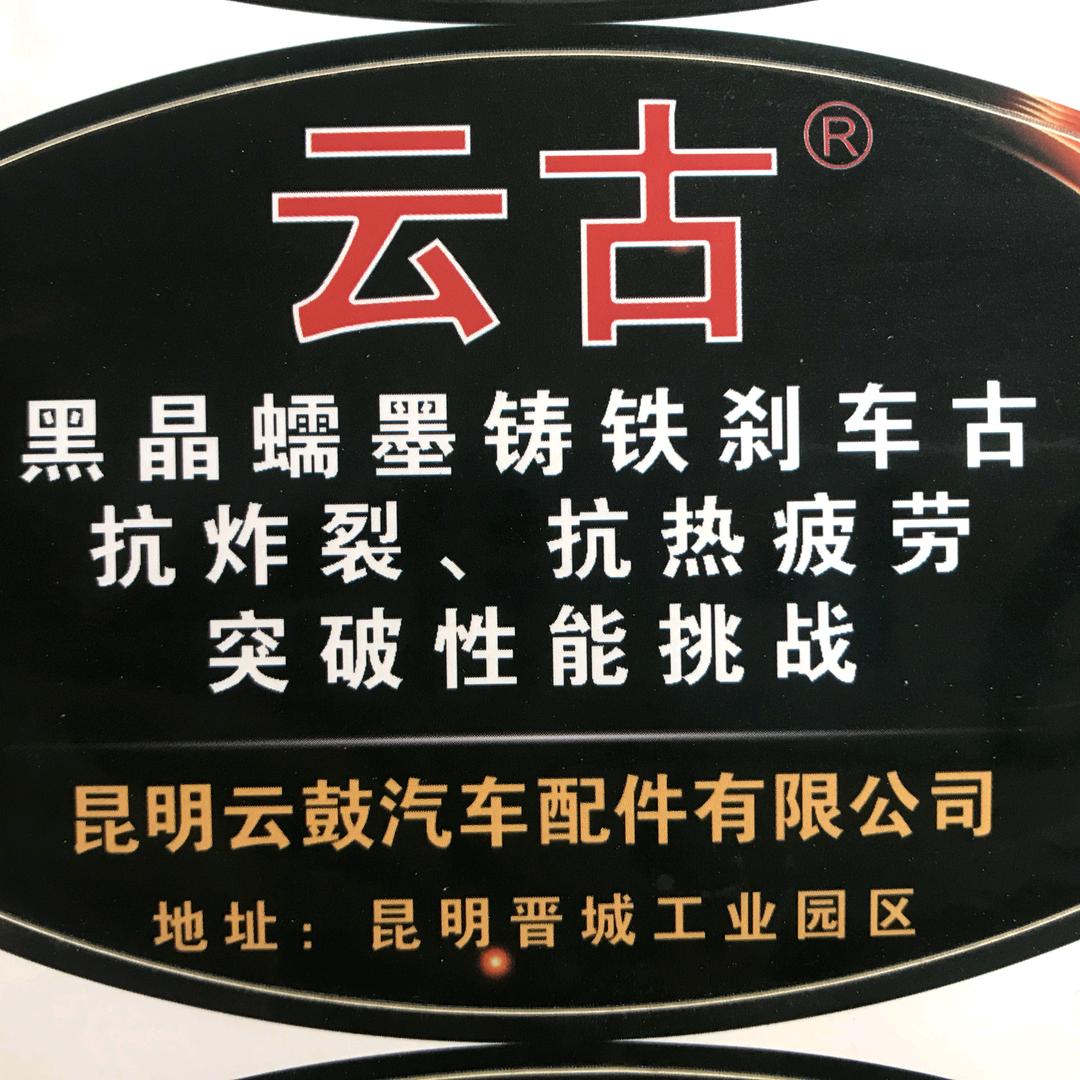 云古®
黑晶蠕墨铸铁刹车古
抗炸裂、抗热疲劳
突破性能挑战
昆明云鼓汽车配件有限公司
地址：昆明晋城工业园区